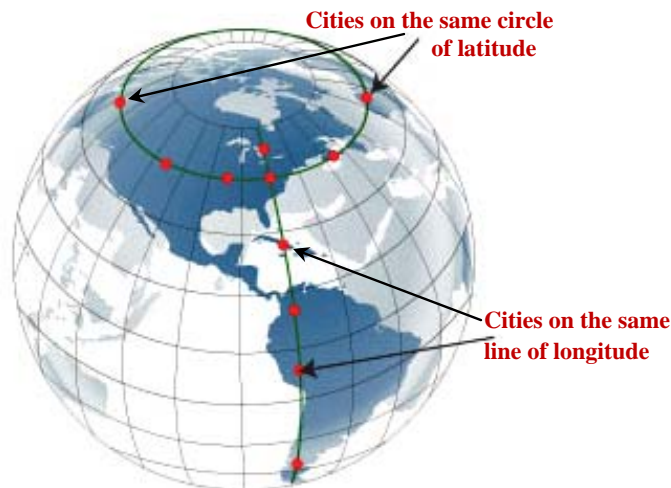 Cities on the same circle
of latitude
Cities on the same
line of longitude